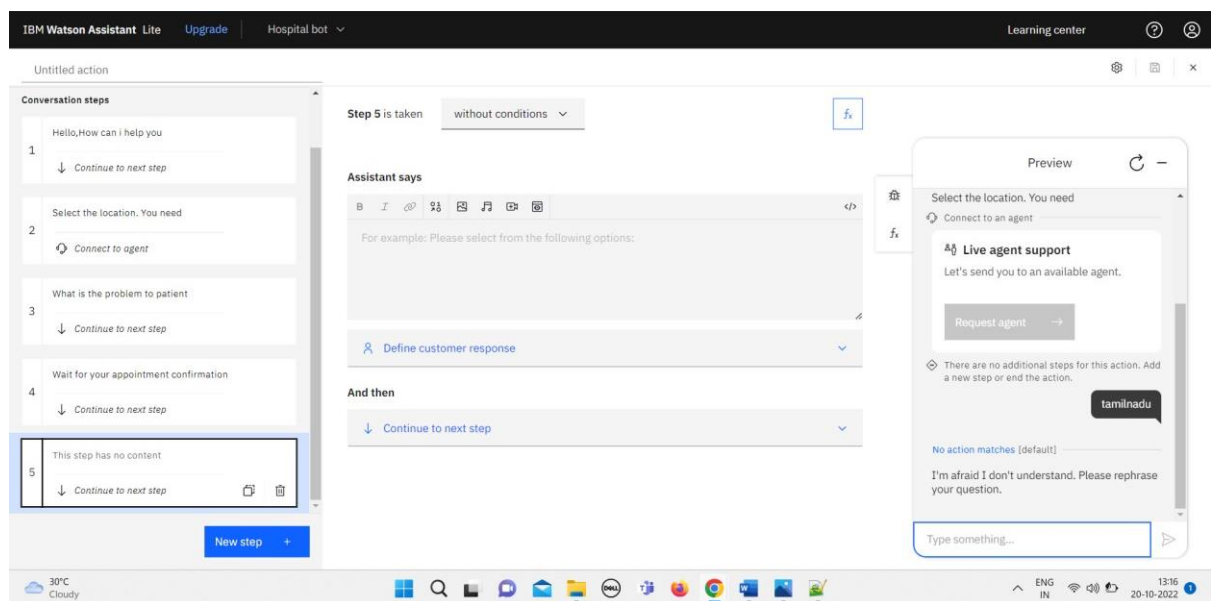 IBM Watson Assistant Lite Upgrade Hospital bot Learning center
Untitled action
Conversation steps
1
Hello,How can i help you
Continue to next step
2
Select the location. You need
Connect to agent
3
What is the problem to patient
Continue to next step
4
Wait for your appointment confirmation
Continue to next step
5
This step has no content
Continue to next step
New step +
Step 5 is taken without conditions
fx
Assistant says
B I </>
For example: Please select from the following options:
Define customer response
And then
Continue to next step
fx
Preview
Select the location. You need
Connect to an agent
Live agent support
Let's send you to an available agent.
Request agent
There are no additional steps for this action. Add
a new step or end the action.
tamilnadu
No action matches [default]
I'm afraid I don't understand. Please rephrase
your question.
Type something...
30°C
Cloudy
DELL
ENG
IN
13:16
20-10-2022
1